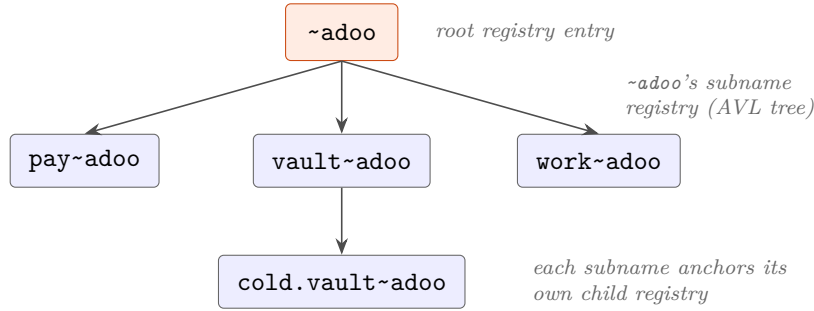 ~adoo
root registry entry
~adoo's subname
registry (AVL tree)
pay~adoo
vault~adoo
work~adoo
cold.vault~adoo
each subname anchors its
own child registry